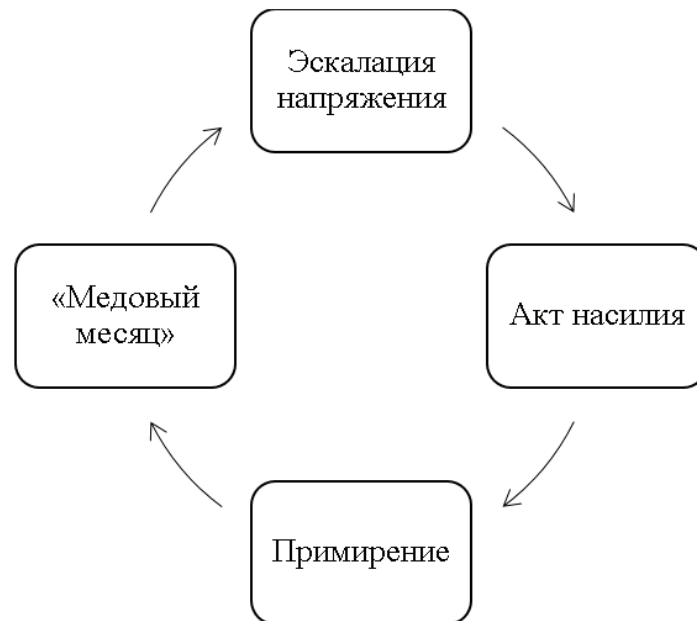 Эскалация
напряжения
Акт насилия
Примирение
«Медовый
месяц»